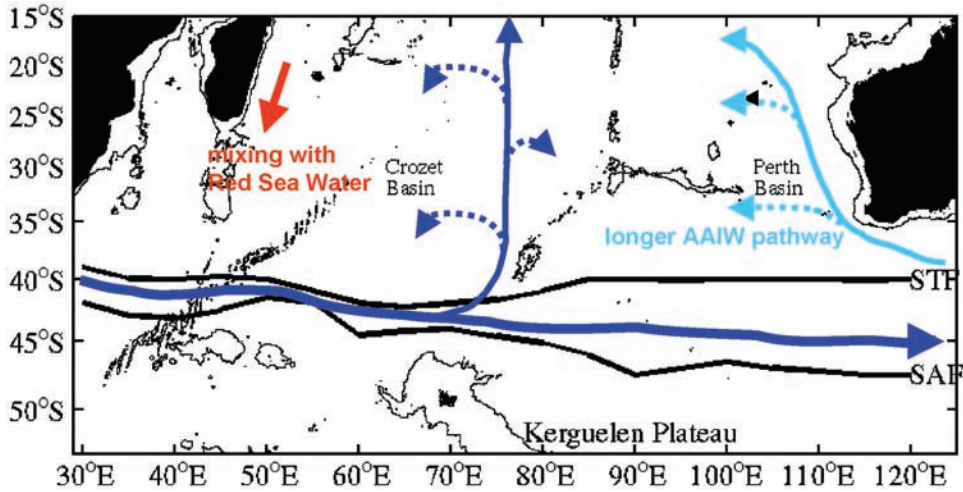 15°S
20°S
25°S
30°S
35°S
40°S
45°S
50°S
mixing with
Red Sea Water
Crozet
Basin
Perth
Basin
longer AAIW pathway
STF
SAF
Kerguelen Plateau
30°E 40°E 50°E 60°E 70°E 80°E 90°E 100°E 110°E 120°E